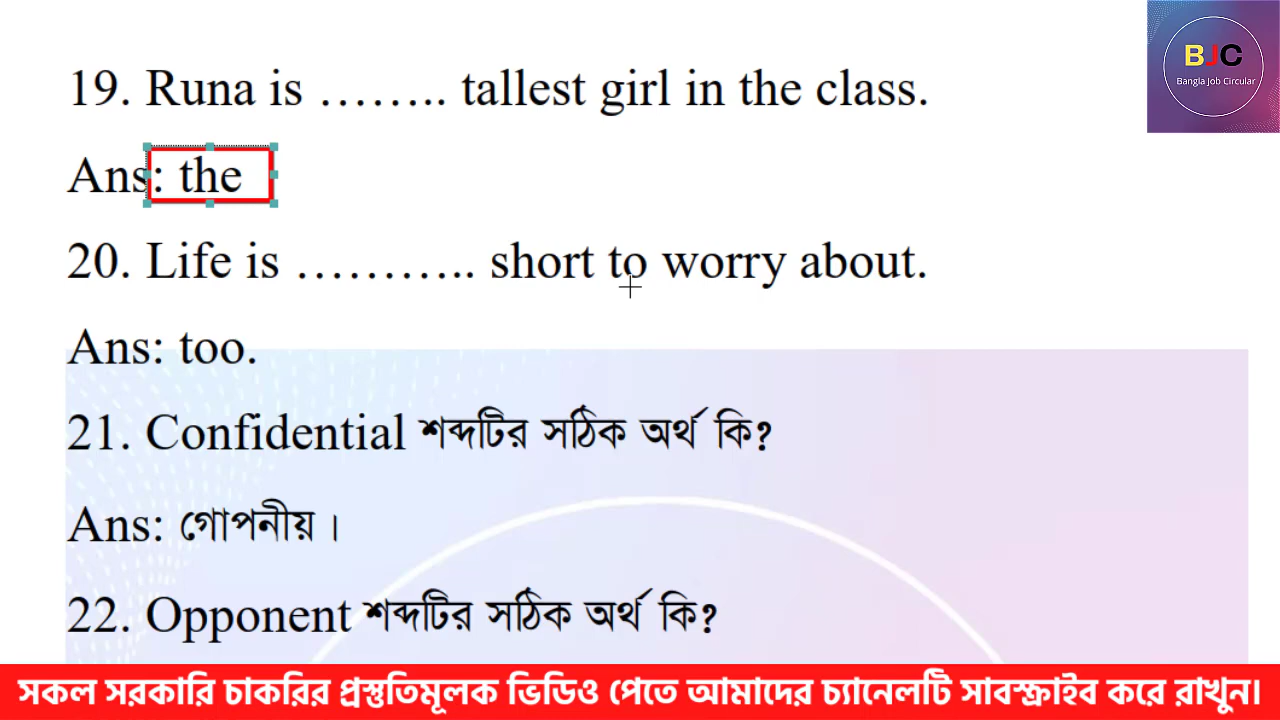 BJC
Bangla Job Circular
19. Runa is …….. tallest girl in the class.
Ans: the
20. Life is ……….. short to worry about.
Ans: too.
21. Confidential শব্দটির সঠিক অর্থ কি?
Ans: গোপনীয়।
22. Opponent শব্দটির সঠিক অর্থ কি?
সকল সরকারি চাকরির প্রস্তুতিমূলক ভিডিও পেতে আমাদের চ্যানেলটি সাবস্ক্রাইব করে রাখুন।